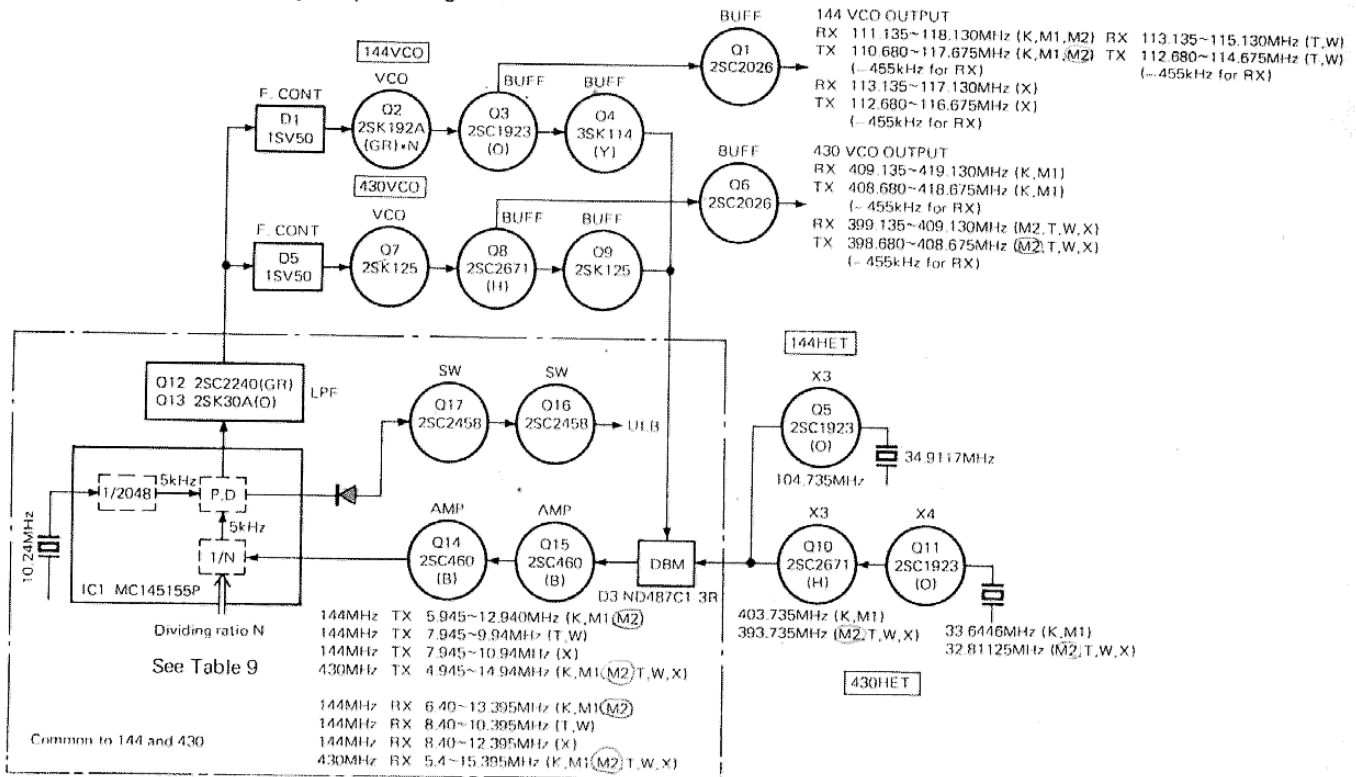 BUFF
Q1
2SC2026
144 VCO OUTPUT
RX 111.135~118.130MHz (K,M1,M2) RX 113.135~115.130MHz (T,W)
TX 110.680~117.675MHz (K,M1,M2) TX 112.680~114.675MHz (T,W)
(-455kHz for RX) (-455kHz for RX)
RX 113.135~117.130MHz (X)
TX 112.680~116.675MHz (X)
(-455kHz for RX)
144VCO
F. CONT
D1
1SV50
VCO
Q2
2SK192A
(GR)•N
BUFF
Q3
2SC1923
(O)
BUFF
Q4
3SK114
(Y)
BUFF
Q6
2SC2026
430 VCO OUTPUT
RX 409.135~419.130MHz (K,M1)
TX 408.680~418.675MHz (K,M1)
(-455kHz for RX)
RX 399.135~409.130MHz (M2,T,W,X)
TX 398.680~408.675MHz (M2,T,W,X)
(-455kHz for RX)
430VCO
F. CONT
D5
1SV50
VCO
Q7
2SK125
BUFF
Q8
2SC2671
(H)
BUFF
Q9
2SK125
Q12 2SC2240(GR)
Q13 2SK30A(O)
LPF
SW
Q17
2SC2458
SW
Q16
2SC2458
ULB
144HET
X3
Q5
2SC1923
(O)
34.9117MHz
104.735MHz
10.24MHz
1/2048
5kHz
P.D
5kHz
1/N
IC1 MC145155P
Dividing ratio N
See Table 9
AMP
Q14
2SC460
(B)
AMP
Q15
2SC460
(B)
DBM
D3 ND487C1 3R
X3
Q10
2SC2671
(H)
X4
Q11
2SC1923
(O)
403.735MHz (K,M1)
393.735MHz (M2,T,W,X)
33.6446MHz (K,M1)
32.81125MHz (M2,T,W,X)
430HET
144MHz TX 5.945~12.940MHz (K,M1,M2)
144MHz TX 7.945~9.94MHz (T,W)
144MHz TX 7.945~10.94MHz (X)
430MHz TX 4.945~14.94MHz (K,M1,M2,T,W,X)
144MHz RX 6.40~13.395MHz (K,M1,M2)
144MHz RX 8.40~10.395MHz (T,W)
144MHz RX 8.40~12.395MHz (X)
430MHz RX 5.4~15.395MHz (K,M1,M2,T,W,X)
Common to 144 and 430